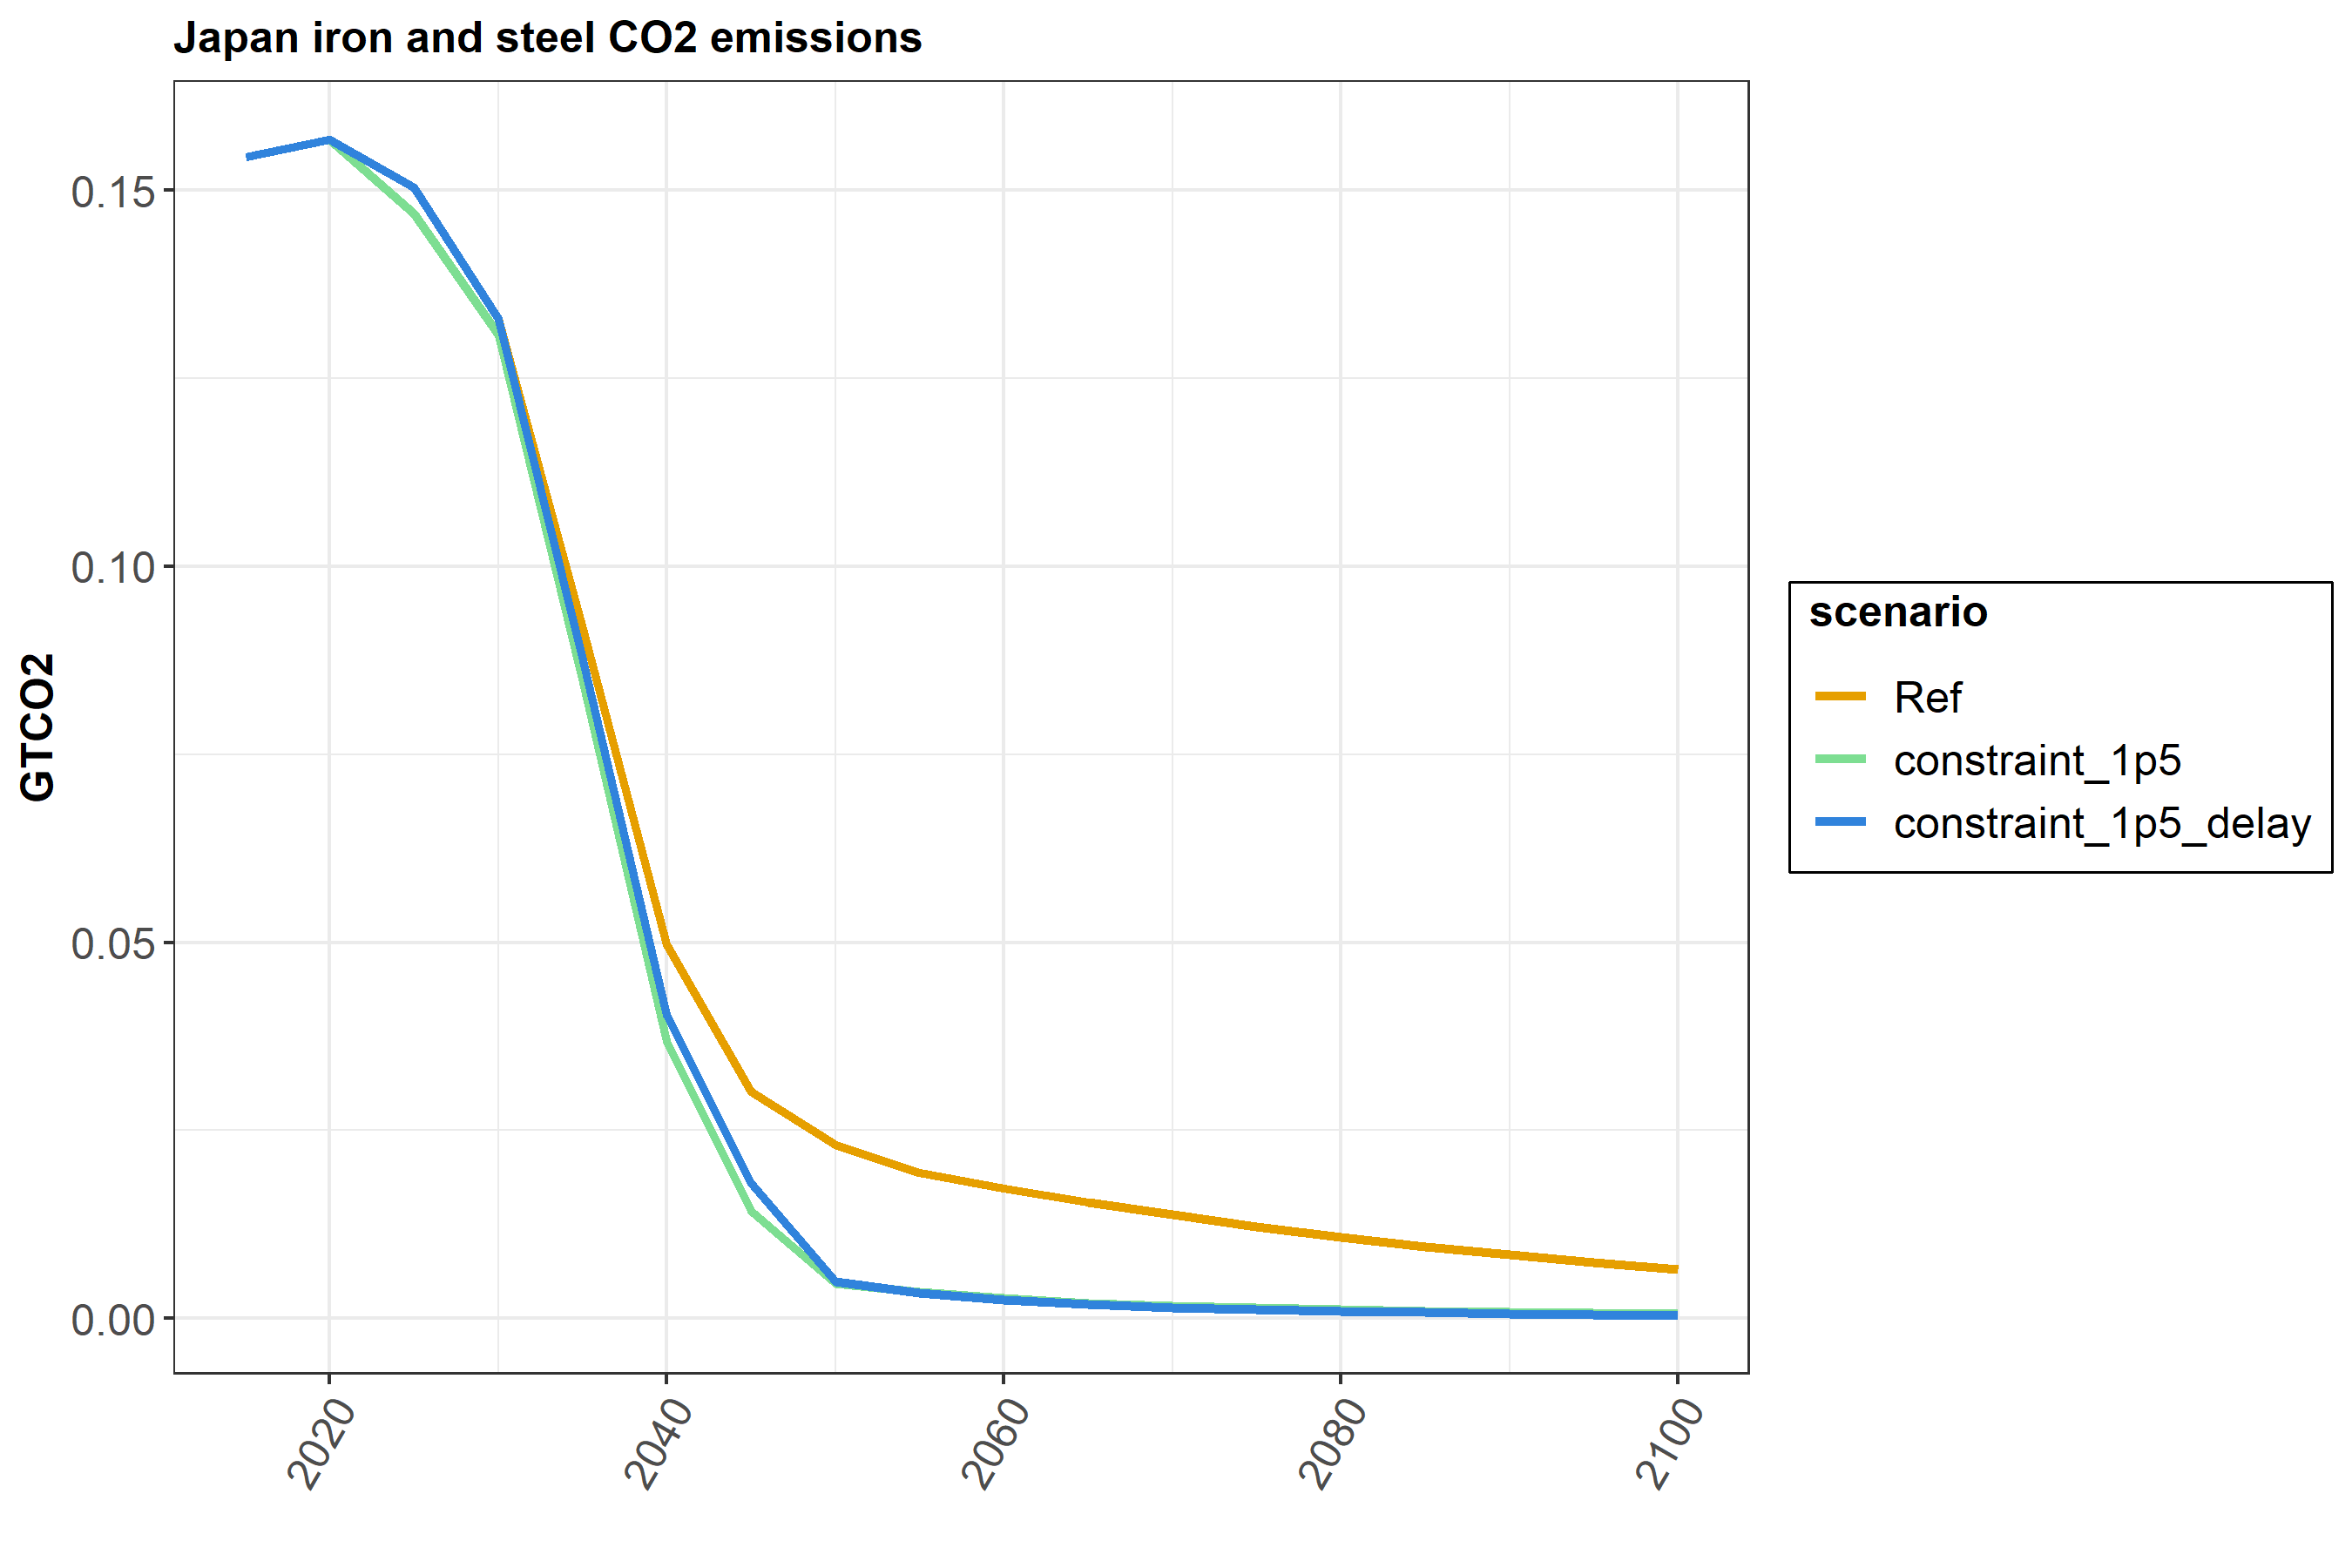 Japan iron and steel CO2 emissions
GTCO2
0.15
0.10
0.05
0.00
2020
2040
2060
2080
2100
scenario
Ref
constraint_1p5
constraint_1p5_delay